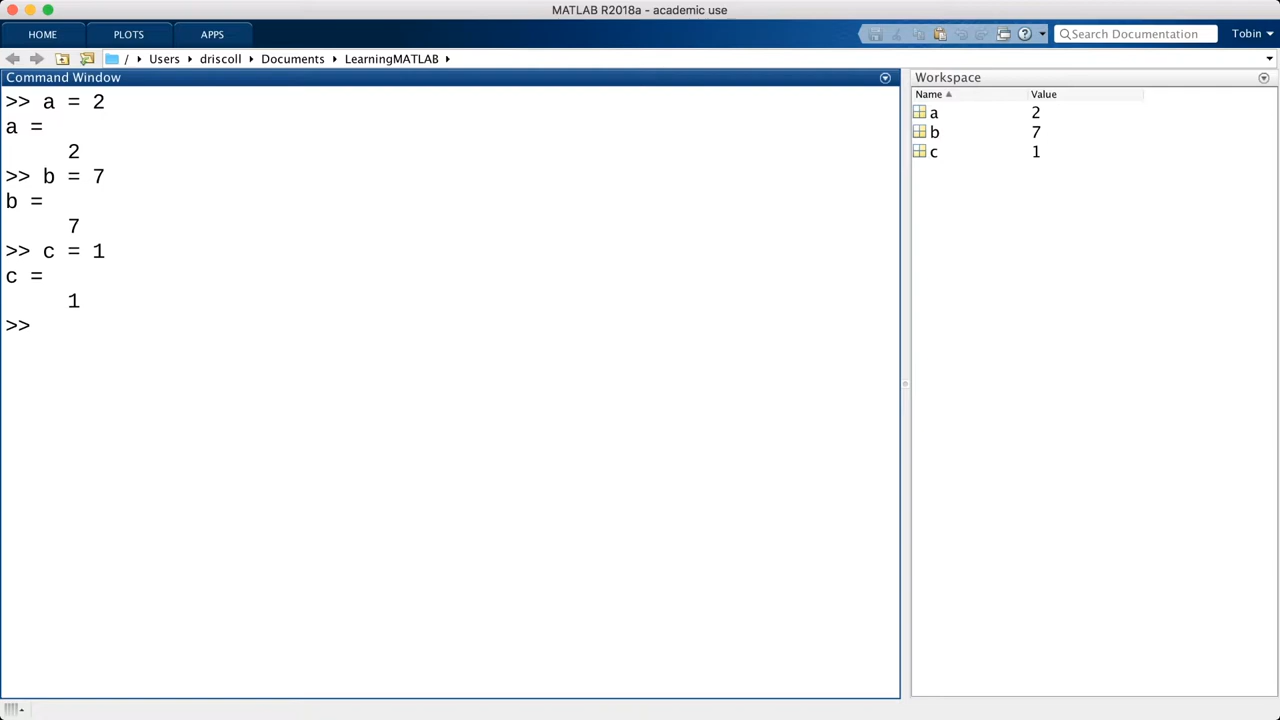 MATLAB R2018a - academic use
HOME PLOTS APPS Search Documentation Tobin
/ Users driscoll Documents LearningMATLAB
Command Window
>> a = 2
a =
2
>> b = 7
b =
7
>> c = 1
c =
1
>>
Workspace
Name Value
a 2
b 7
c 1